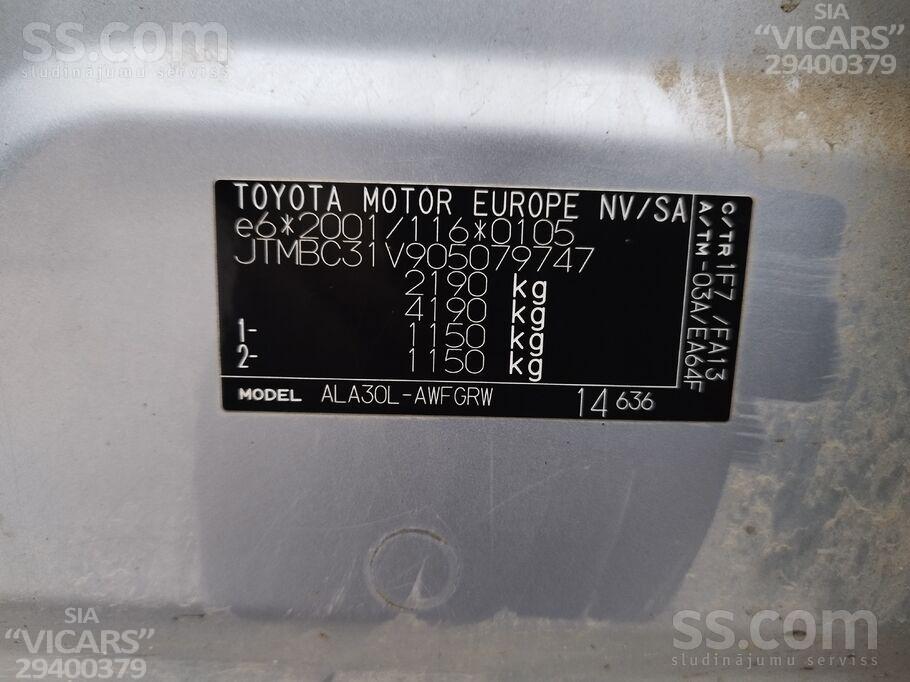 ss.com
sludinājumu serviss
SIA
“VICARS”
29400379
TOYOTA MOTOR EUROPE NV/SA
e6*2001/116*0105
JTMBC31V905079747
2190 kg
4190 kg
1- 1150 kg
2- 1150 kg
C/TR 1F7 /EA13
A/TM-03A/EA64F
MODEL ALA30L-AWFGRW 14 636
SIA
“VICARS”
29400379
ss.com
sludinājumu serviss